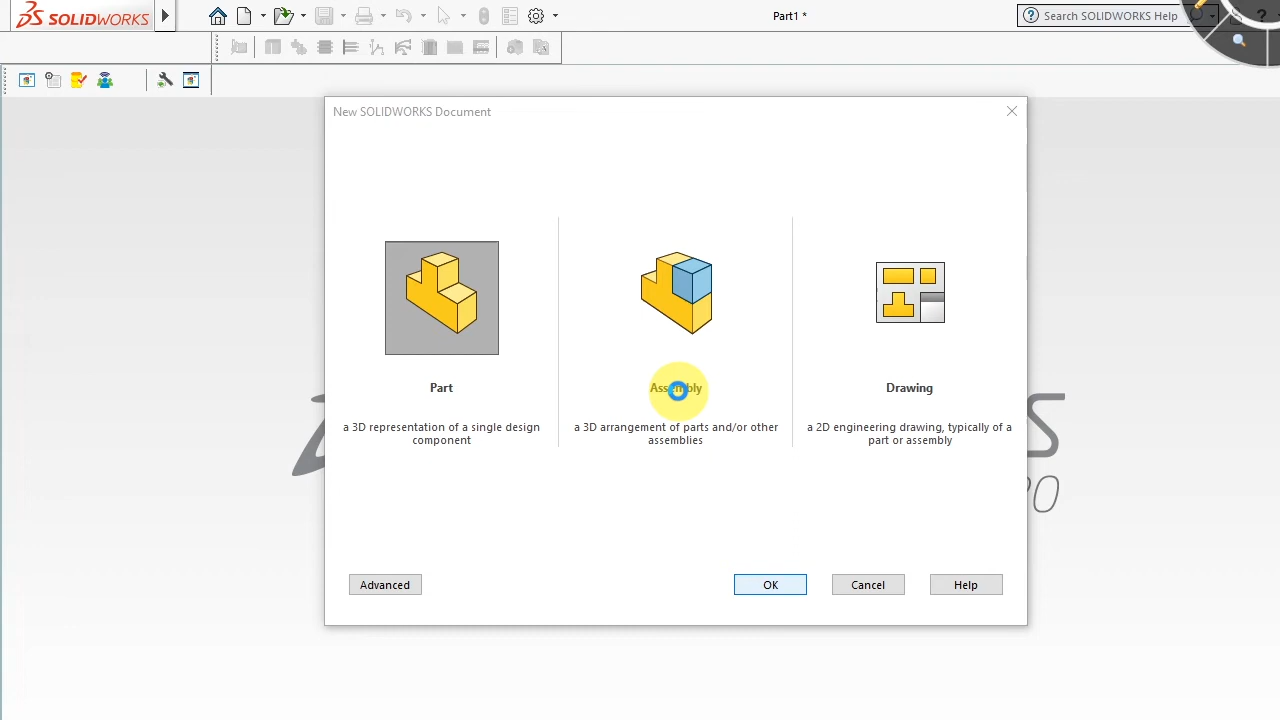 SOLIDWORKS
Part1 *
Search SOLIDWORKS Help
?
New SOLIDWORKS Document
Part
Assembly
Drawing
a 3D representation of a single design
component
a 3D arrangement of parts and/or other
assemblies
a 2D engineering drawing, typically of a
part or assembly
Advanced
OK
Cancel
Help